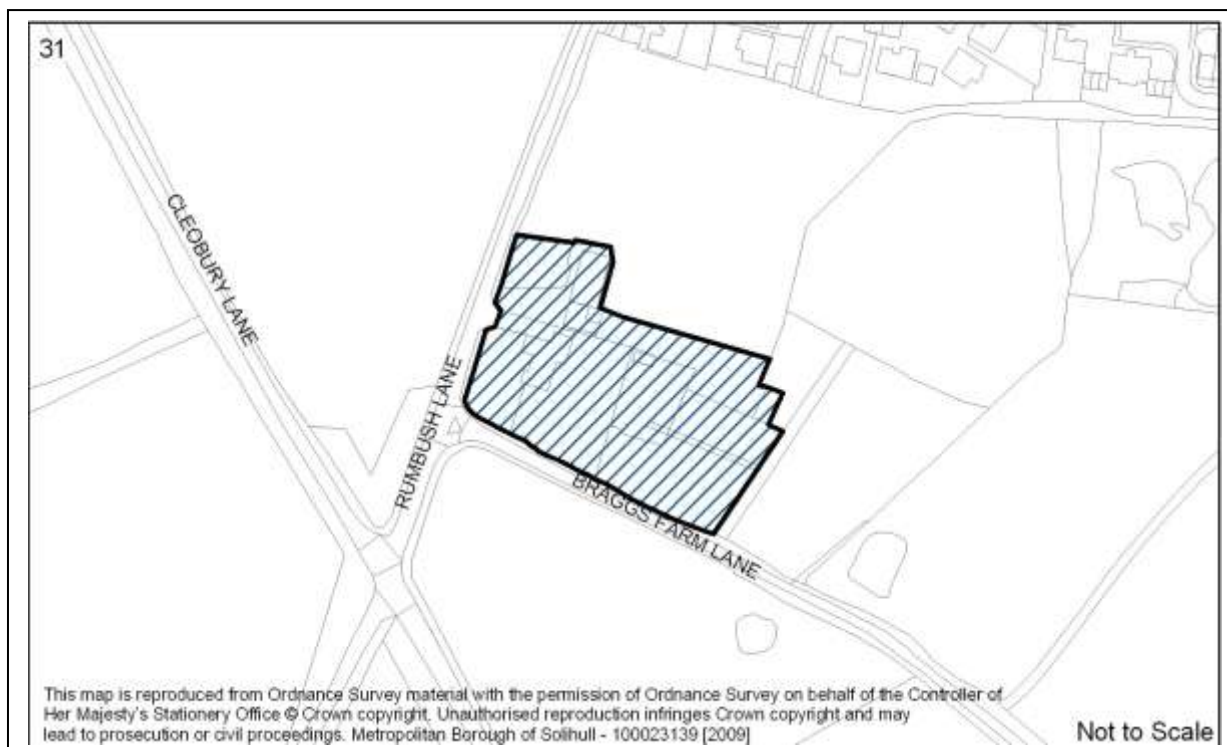 31
CLEOBURY LANE
RUMBUSH LANE
BRAGGS FARM LANE
This map is reproduced from Ordnance Survey material with the permission of Ordnance Survey on behalf of the Controller of
Her Majesty's Stationery Office © Crown copyright. Unauthorised reproduction infringes Crown copyright and may
lead to prosecution or civil proceedings. Metropolitan Borough of Solihull - 100023139 [2009]
Not to Scale